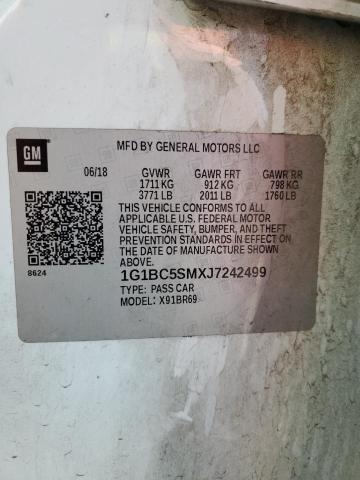 GM
MFD BY GENERAL MOTORS LLC
06/18 GVWR GAWR FRT GAWR RR
1711 KG 912 KG 798 KG
3771 LB 2011 LB 1760 LB
THIS VEHICLE CONFORMS TO ALL
APPLICABLE U.S. FEDERAL MOTOR
VEHICLE SAFETY, BUMPER, AND THEFT
PREVENTION STANDARDS IN EFFECT ON
THE DATE OF MANUFACTURE SHOWN ABOVE.
8624
1G1BC5SMXJ7242499
TYPE: PASS CAR
MODEL: X91BR69